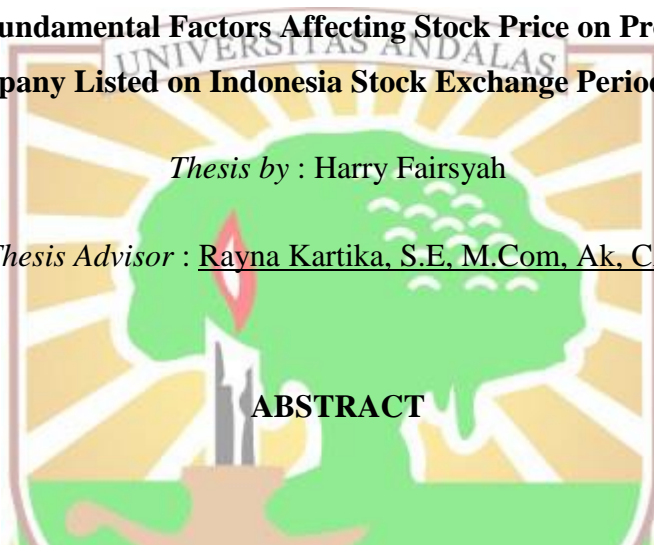 undamental Factors Affecting Stock Price on Pr
UNIVERSITAS ANDALAS
pany Listed on Indonesia Stock Exchange Perio
Thesis by : Harry Fairsyah
hesis Advisor : Rayna Kartika, S.E, M.Com, Ak, C
ABSTRACT